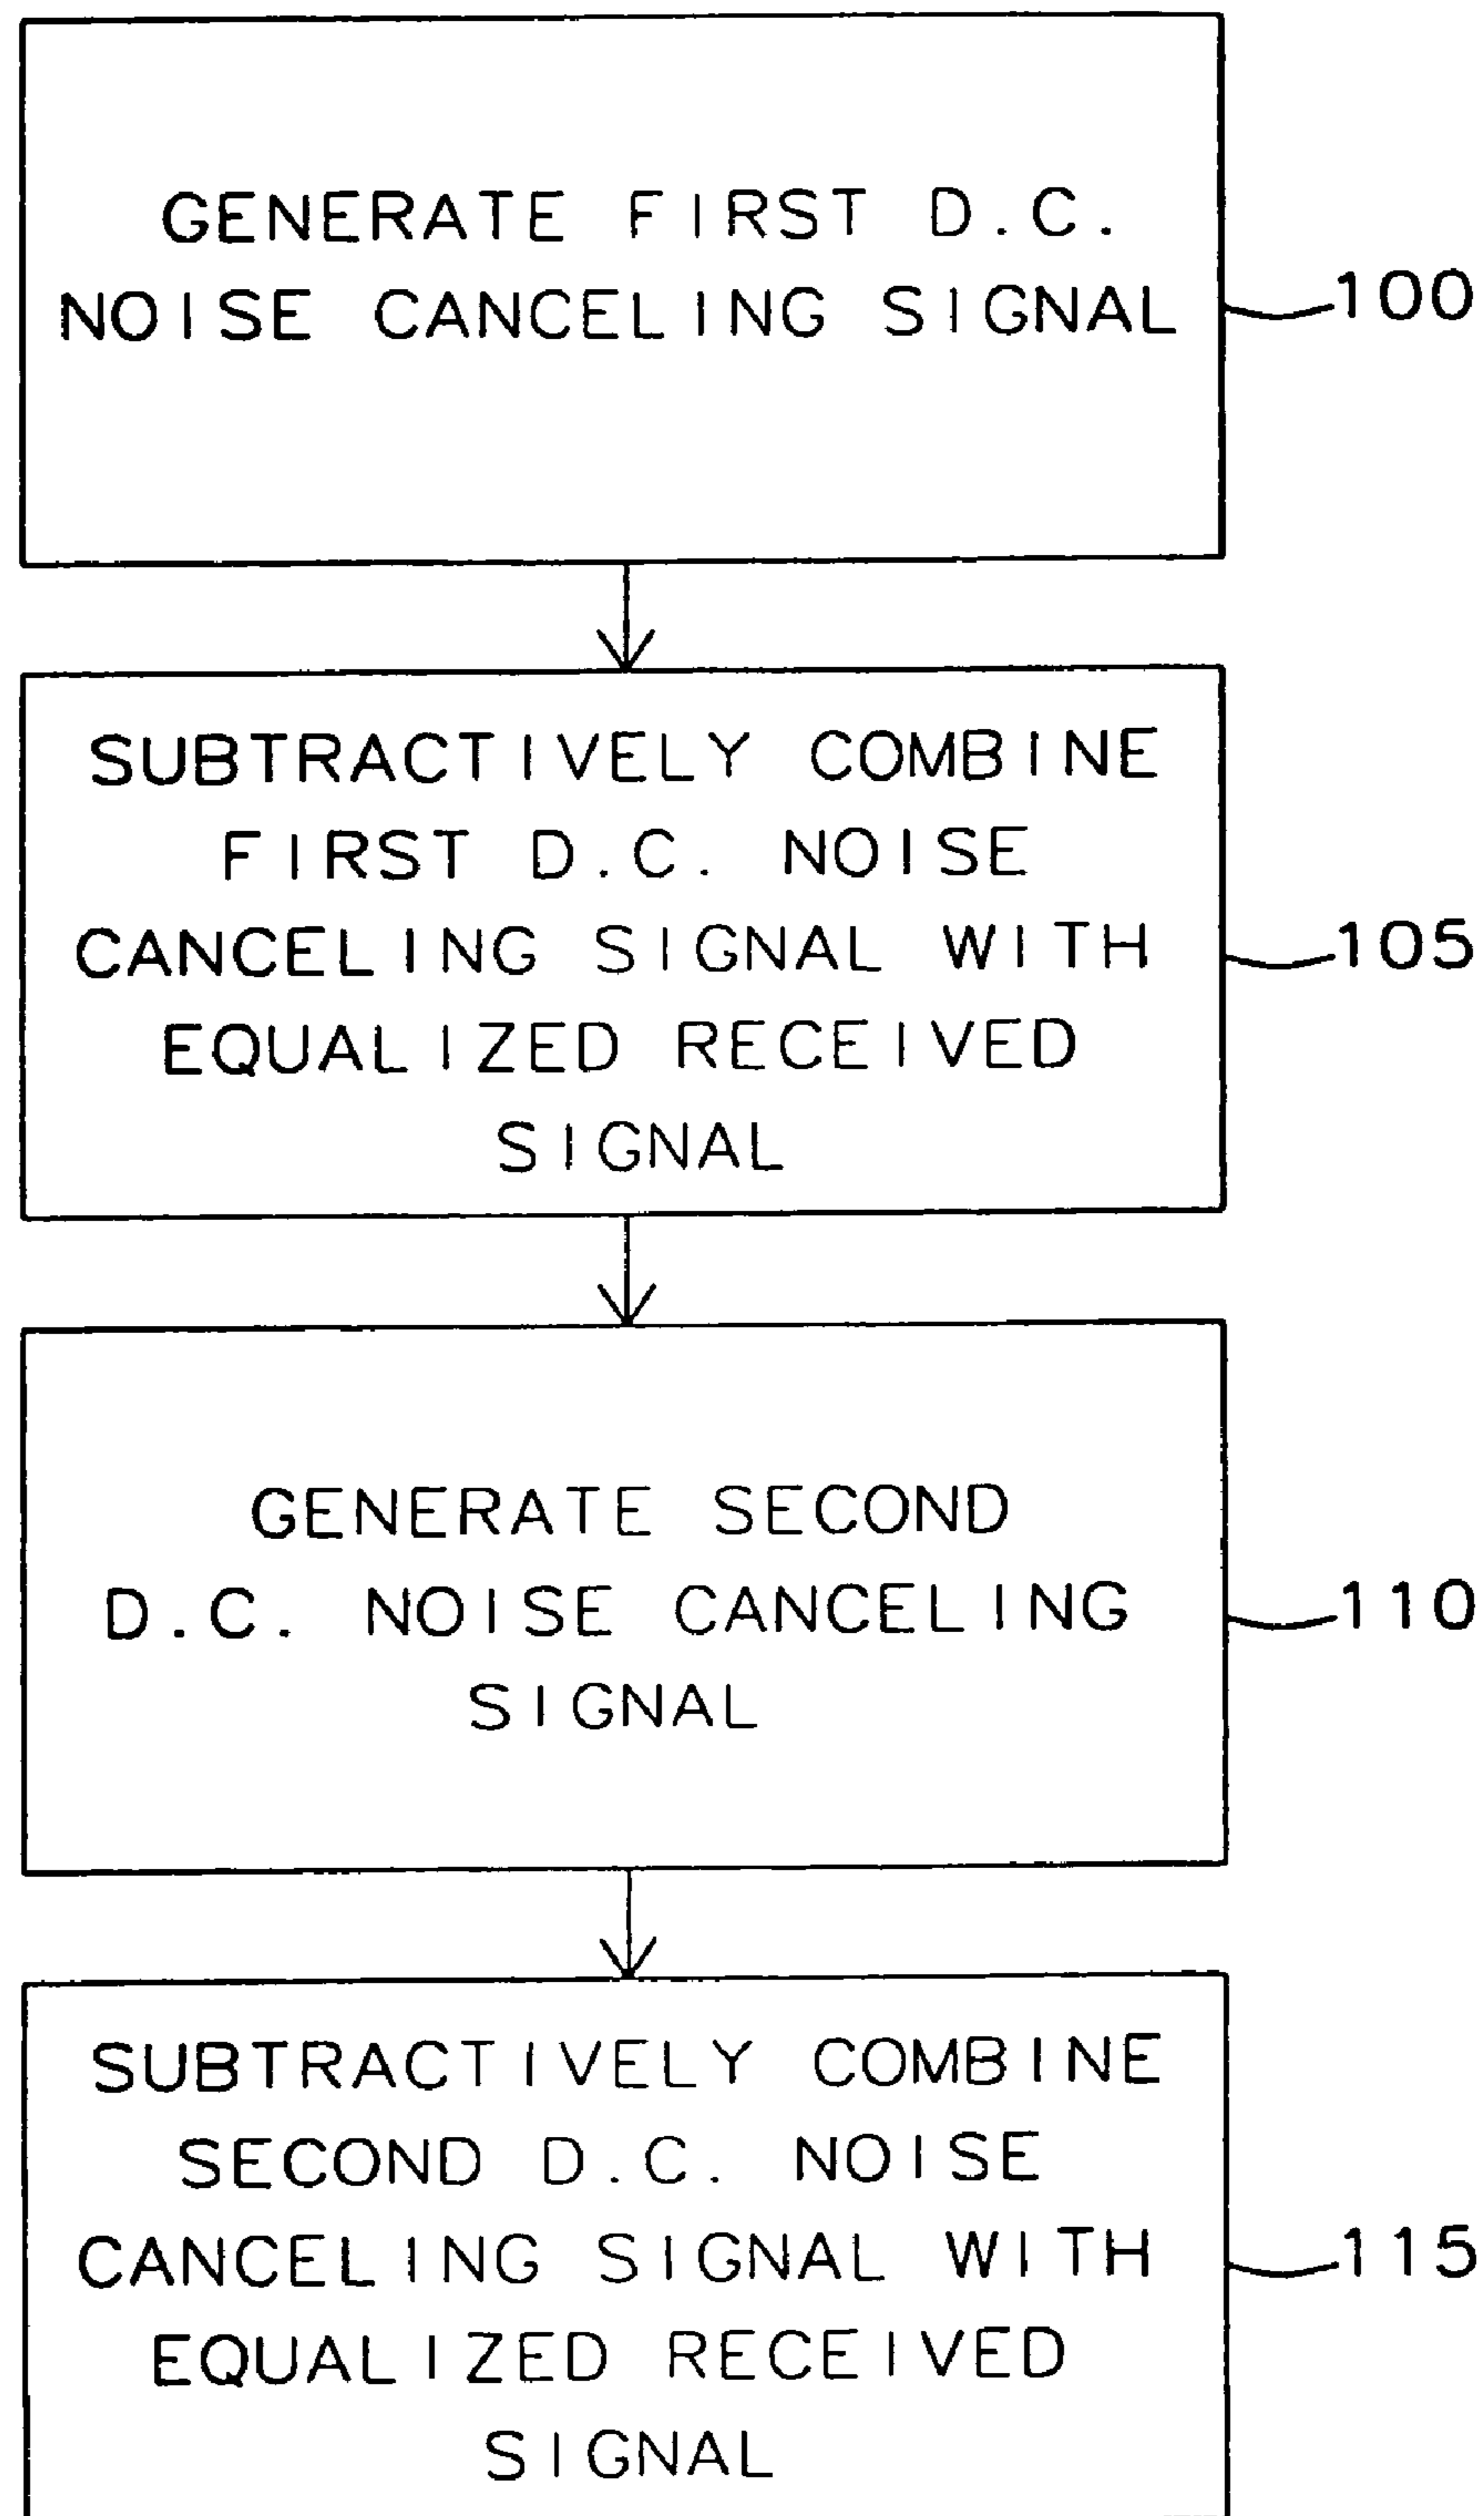 GENERATE FIRST D.C.
NOISE CANCELING SIGNAL
100
SUBTRACTIVELY COMBINE
FIRST D.C. NOISE
CANCELING SIGNAL WITH
EQUALIZED RECEIVED
SIGNAL
105
GENERATE SECOND
D.C. NOISE CANCELING
SIGNAL
110
SUBTRACTIVELY COMBINE
SECOND D.C. NOISE
CANCELING SIGNAL WITH
EQUALIZED RECEIVED
SIGNAL
115